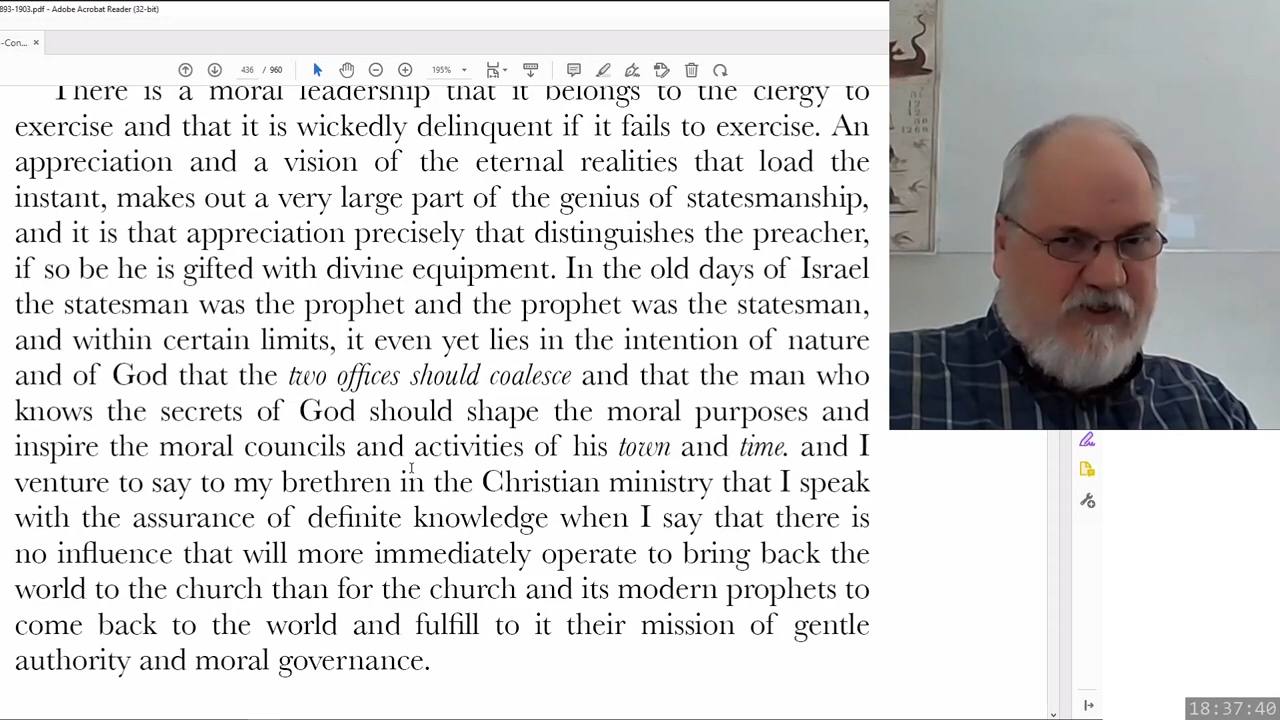 893-1903.pdf - Adobe Acrobat Reader (32-bit)
-Con... ×
436 / 960 195%
There is a moral leadership that it belongs to the clergy to
exercise and that it is wickedly delinquent if it fails to exercise. An
appreciation and a vision of the eternal realities that load the
instant, makes out a very large part of the genius of statesmanship,
and it is that appreciation precisely that distinguishes the preacher,
if so be he is gifted with divine equipment. In the old days of Israel
the statesman was the prophet and the prophet was the statesman,
and within certain limits, it even yet lies in the intention of nature
and of God that the two offices should coalesce and that the man who
knows the secrets of God should shape the moral purposes and
inspire the moral councils and activities of his town and time. and I
venture to say to my brethren in the Christian ministry that I speak
with the assurance of definite knowledge when I say that there is
no influence that will more immediately operate to bring back the
world to the church than for the church and its modern prophets to
come back to the world and fulfill to it their mission of gentle
authority and moral governance.
1260
18:37:40